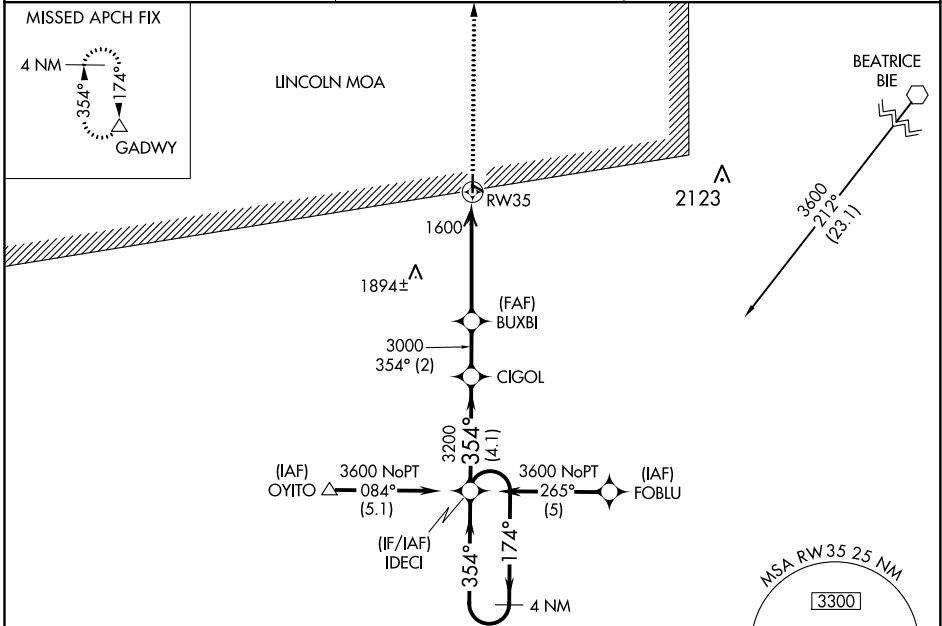 MISSED APCH FIX
4 NM
354°
174°
GADWY
LINCOLN MOA
BEATRICE
BIE
3600
212°
(23.1)
2123
RW35
1600
1894±
(FAF)
BUXBI
3000
354° (2)
CIGOL
3200
354°
(4.1)
(IAF)
OYITO
3600 NoPT
084°
(5.1)
3600 NoPT
265°
(5)
(IAF)
FOBLU
(IF/IAF)
IDECI
354°
174°
4 NM
MSA RW35 25 NM
3300